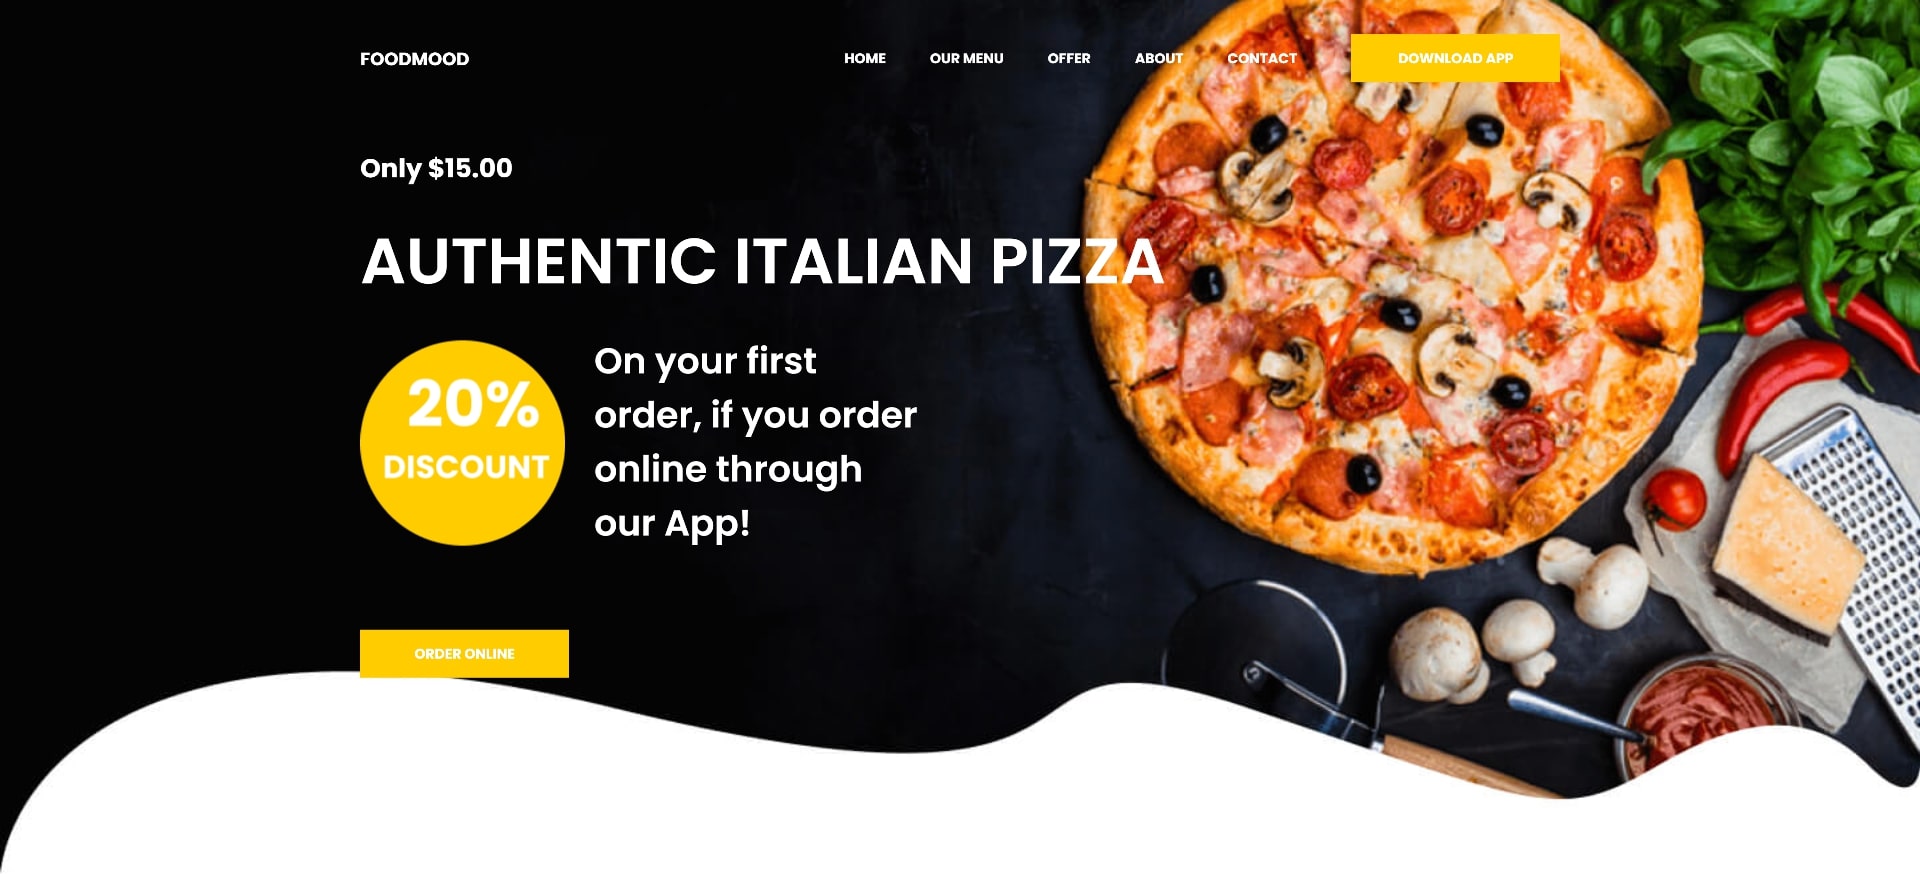 FOODMOOD
HOME
OUR MENU
OFFER
ABOUT
CONTACT
DOWNLOAD APP
Only $15.00
AUTHENTIC ITALIAN PIZZA
20%
DISCOUNT
On your first
order, if you order
online through
our App!
ORDER ONLINE